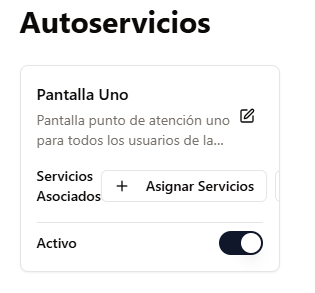 Autoservicios
Pantalla Uno
Pantalla punto de atención uno
para todos los usuarios de la...
Servicios
Asociados
+ Asignar Servicios
Activo